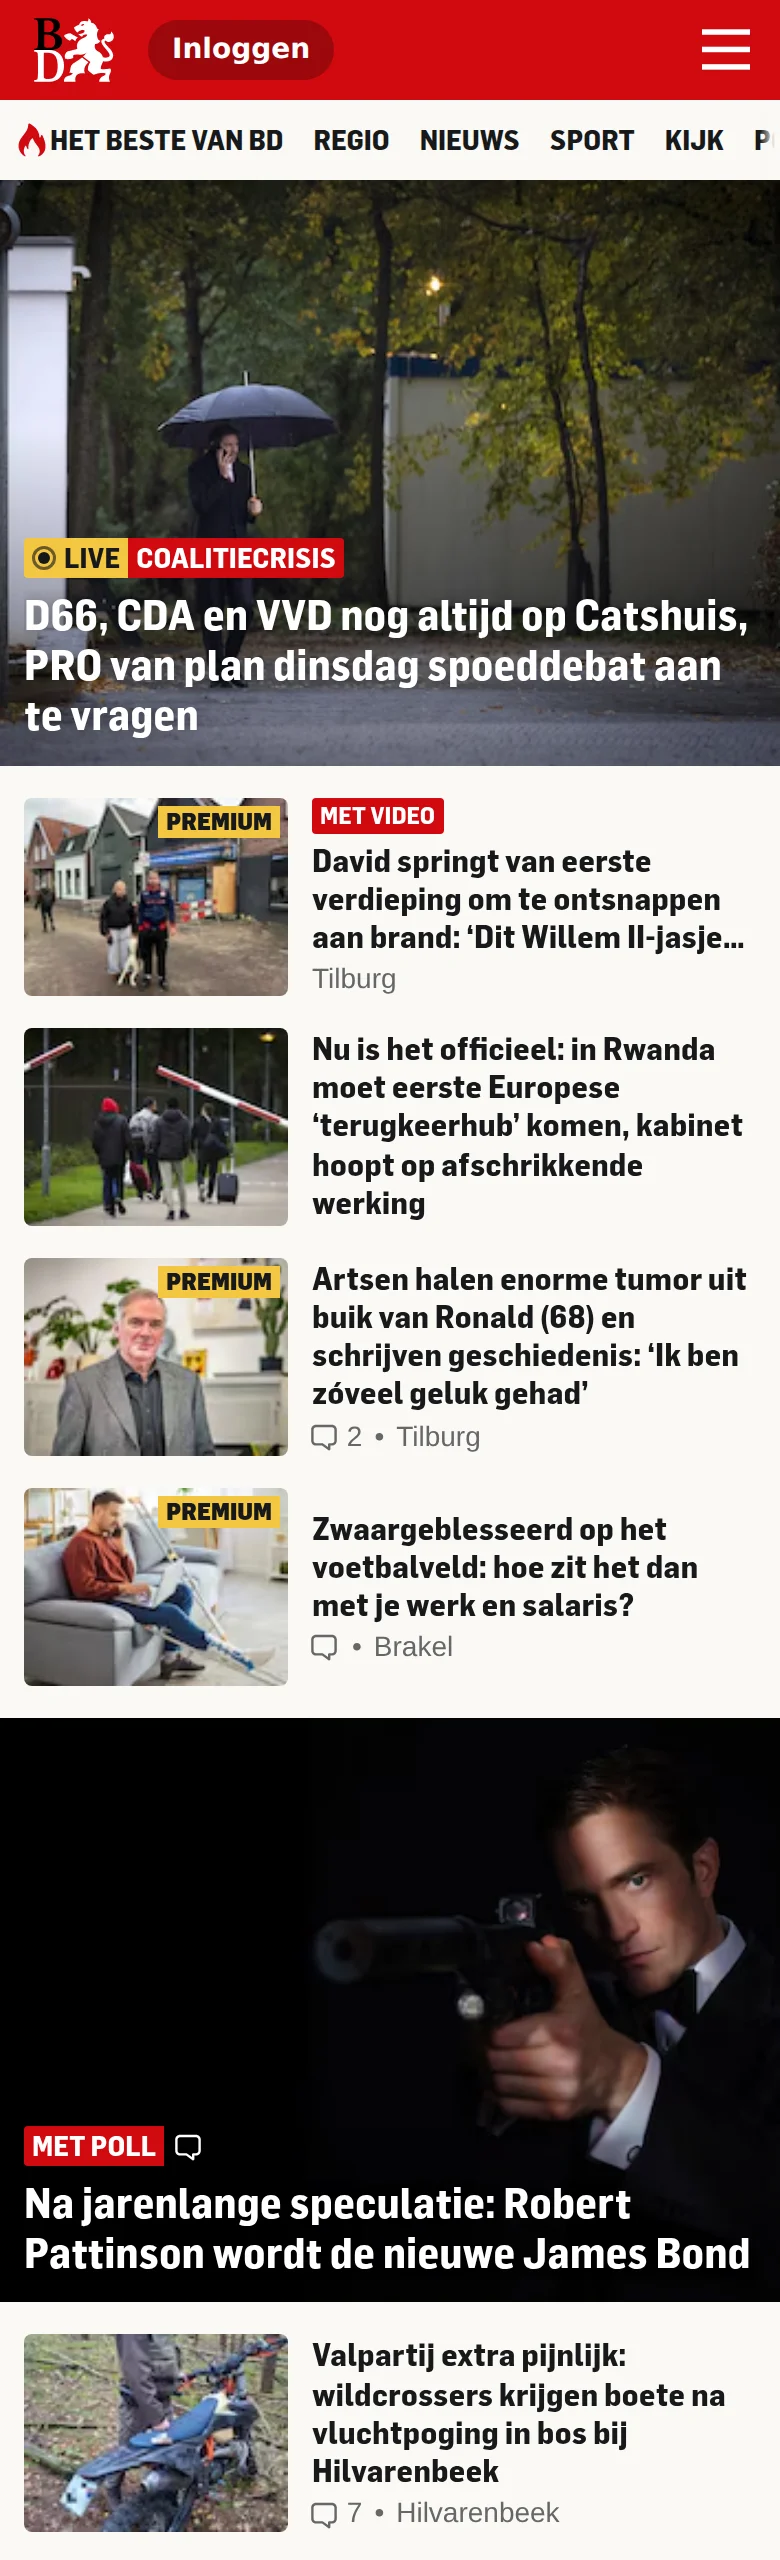 BD
Inloggen
HET BESTE VAN BD REGIO NIEUWS SPORT KIJK
LIVE COALITIECRISIS
D66, CDA en VVD nog altijd op Catshuis,
PRO van plan dinsdag spoeddebat aan
te vragen
PREMIUM
MET VIDEO
David springt van eerste
verdieping om te ontsnappen
aan brand: ‘Dit Willem II-jasje...
Tilburg
Nu is het officieel: in Rwanda
moet eerste Europese
‘terugkeerhub’ komen, kabinet
hoopt op afschrikkende
werking
PREMIUM
Artsen halen enorme tumor uit
buik van Ronald (68) en
schrijven geschiedenis: ‘Ik ben
zóveel geluk gehad’
2 • Tilburg
PREMIUM
Zwaargeblesseerd op het
voetbalveld: hoe zit het dan
met je werk en salaris?
• Brakel
MET POLL
Na jarenlange speculatie: Robert
Pattinson wordt de nieuwe James Bond
Valpartij extra pijnlijk:
wildcrossers krijgen boete na
vluchtpoging in bos bij
Hilvarenbeek
7 • Hilvarenbeek